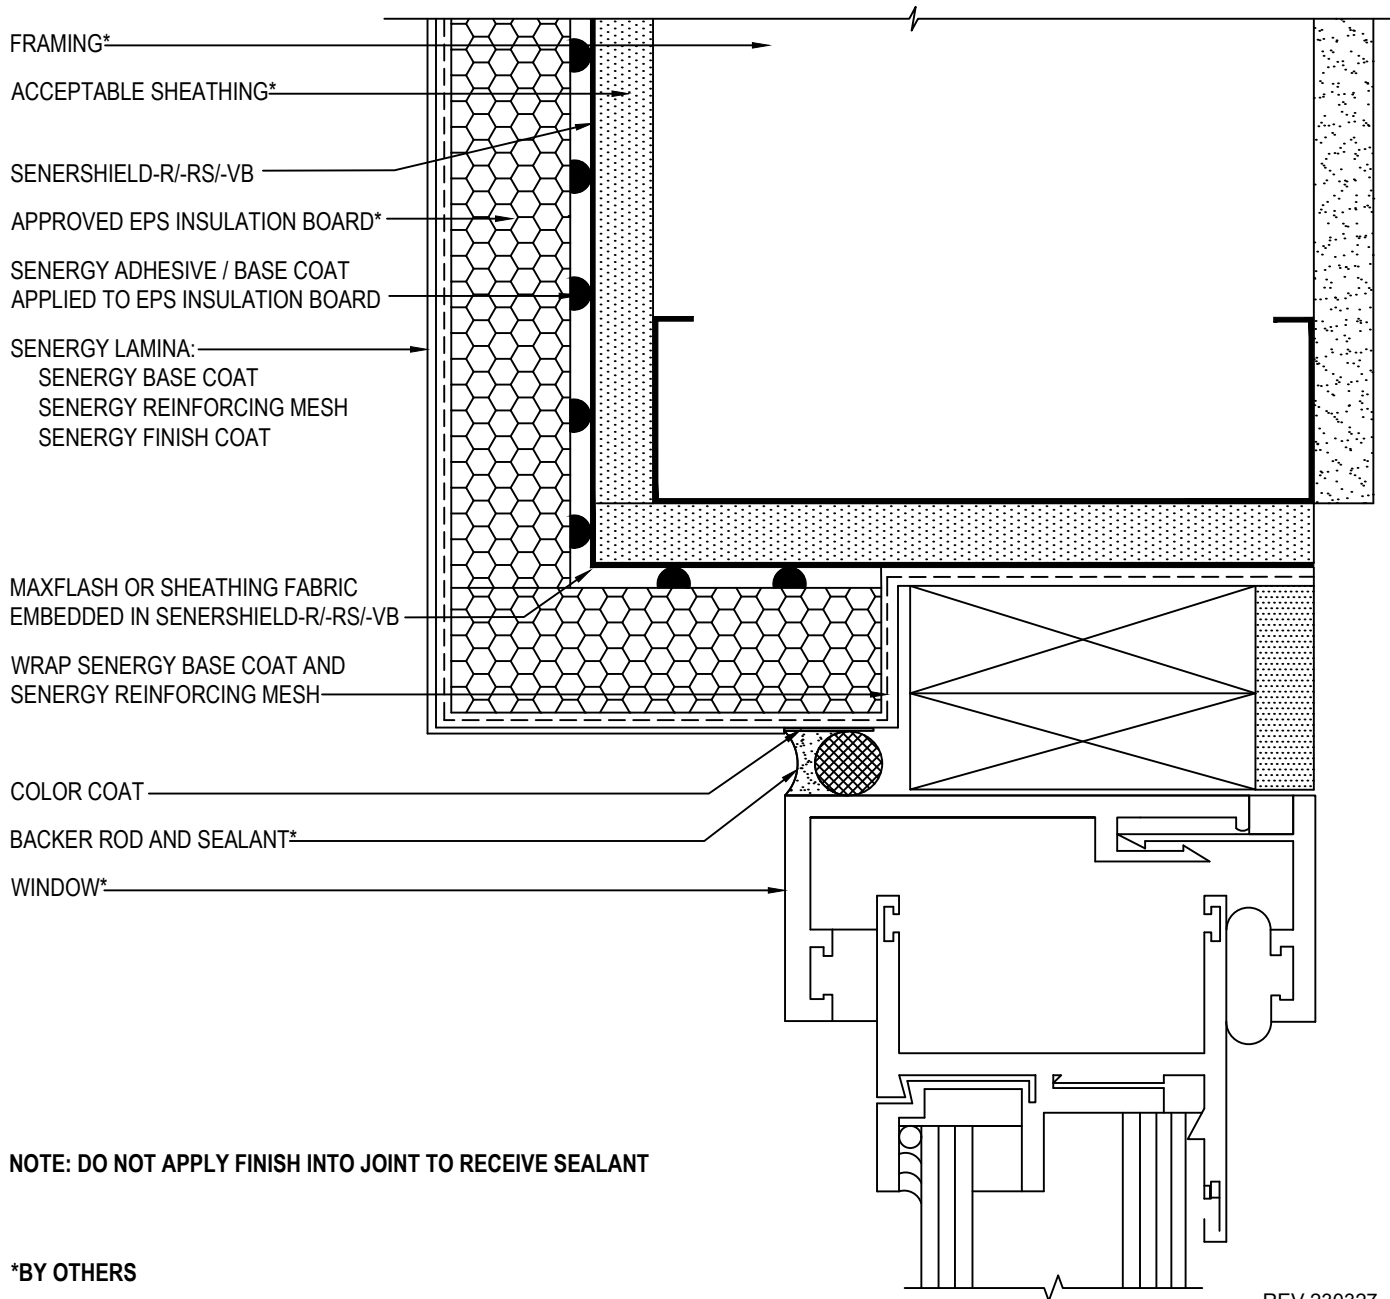 FRAMING*
ACCEPTABLE SHEATHING*
SENERSHIELD-R/-RS/-VB
APPROVED EPS INSULATION BOARD*
SENERGY ADHESIVE / BASE COAT
APPLIED TO EPS INSULATION BOARD
SENERGY LAMINA:
SENERGY BASE COAT
SENERGY REINFORCING MESH
SENERGY FINISH COAT
MAXFLASH OR SHEATHING FABRIC
EMBEDDED IN SENERSHIELD-R/-RS/-VB
WRAP SENERGY BASE COAT AND
SENERGY REINFORCING MESH
COLOR COAT
BACKER ROD AND SEALANT*
WINDOW*
NOTE: DO NOT APPLY FINISH INTO JOINT TO RECEIVE SEALANT
*BY OTHERS
REV 230327